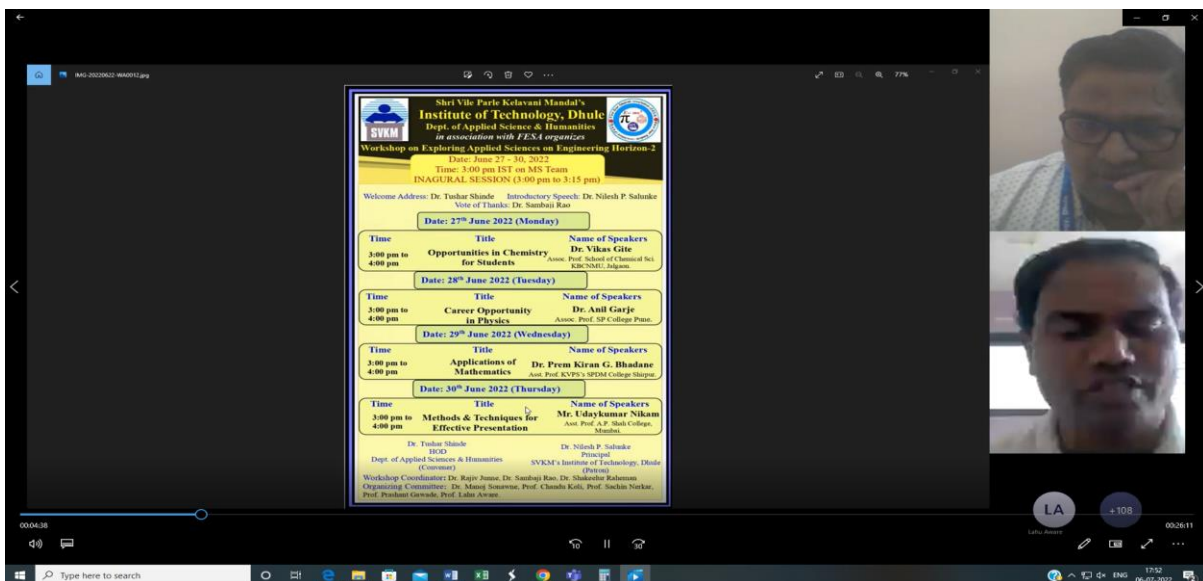 IMG-20220622-WA0012.jpg
77%
SVKM
Shri Vile Parle Kelavani Mandal's
Institute of Technology, Dhule
Dept. of Applied Science & Humanities
in association with FESA organizes
Workshop on Exploring Applied Sciences on Engineering Horizon-2
Date: June 27 - 30, 2022
Time: 3:00 pm IST on MS Team
INAGURAL SESSION (3:00 pm to 3:15 pm)
Welcome Address: Dr. Tushar Shinde Introductory Speech: Dr. Nilesh P. Salunke
Vote of Thanks: Dr. Sambaji Rao
Date: 27th June 2022 (Monday)
Time Title Name of Speakers
3:00 pm to 4:00 pm Opportunities in Chemistry for Students Dr. Vikas Gite
Assoc. Prof. School of Chemical Sci. KBCNMU, Jalgaon.
Date: 28th June 2022 (Tuesday)
Time Title Name of Speakers
3:00 pm to 4:00 pm Career Opportunity in Physics Dr. Anil Garje
Assoc. Prof. SP College Pune.
Date: 29th June 2022 (Wednesday)
Time Title Name of Speakers
3:00 pm to 4:00 pm Applications of Mathematics Dr. Prem Kiran G. Bhadane
Asst. Prof. KVPS's SPDM College Shirpur.
Date: 30th June 2022 (Thursday)
Time Title Name of Speakers
3:00 pm to 4:00 pm Methods & Techniques for Effective Presentation Mr. Udaykumar Nikam
Asst. Prof. A.P. Shah College, Mumbai.
Dr. Tushar Shinde
HOD
Dept. of Applied Sciences & Humanities
(Convener)
Dr. Nilesh P. Salunke
Principal
SVKM's Institute of Technology, Dhule
(Patron)
Workshop Coordinator: Dr. Rajiv Junne, Dr. Sambaji Rao, Dr. Shakeelur Raheman
Organizing Committee: Dr. Manoj Sonawne, Prof. Chandu Koli, Prof. Sachin Narkar,
Prof. Prashant Gawade, Prof. Lahu Aware.
LA
+108
Lahu Aware
00:04:38
00:26:11
10
30
Type here to search
ENG
17:52
06-07-2022